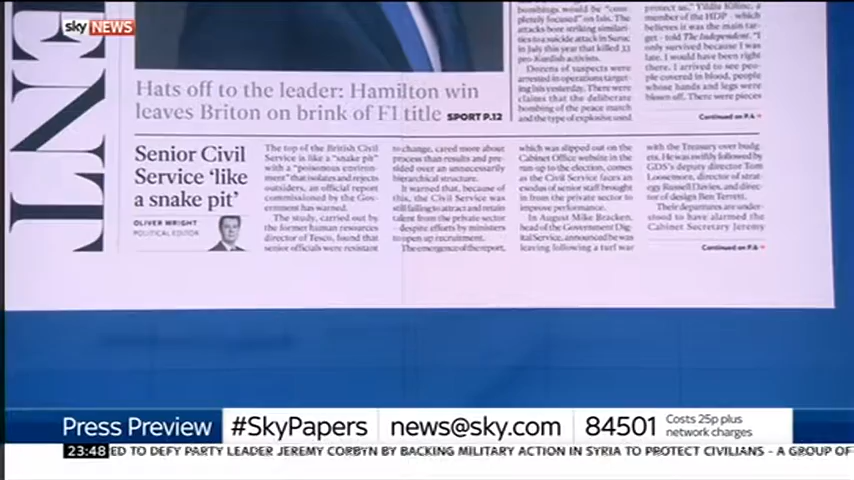 sky NEWS
ENT
Hats off to the leader: Hamilton win
leaves Briton on brink of F1 title SPORT P.12
bombings would be "com-
pletely focused" on Isis. The
attacks bore striking similari-
ties to a suicide attack in Suruc
in July this year that killed 33
pro-Kurdish activists.
Dozens of suspects were
arrested in operations target-
ing Isis yesterday. There were
claims that the deliberate
bombing of the peace march
and the type of explosive used
protect us," Yildiz Kilinc, a
member of the HDP - which
believes it was the main tar-
get - told The Independent. "I
only survived because I was
late. I would have been right
there. I arrived to see peo-
ple covered in blood, people
whose hands and legs were
blown off. There were pieces
Continued on P.4
Senior Civil
Service 'like
a snake pit'
OLIVER WRIGHT
POLITICAL EDITOR
The top of the British Civil
Service is like a "snake pit"
with a "poisonous environ-
ment" that isolates and rejects
outsiders, an official report
commissioned by the Gov-
ernment has warned.
The study, carried out by
the former human resources
director of Tesco, found that
senior officials were resistant
to change, cared more about
process than results and pre-
sided over an unnecessarily
hierarchical structure.
It warned that, because of
this, the Civil Service was
still failing to attract and retain
talent from the private sector
- despite efforts by ministers
to open up recruitment.
The emergence of the report,
which was slipped out on the
Cabinet Office website in the
run-up to the election, comes
as the Civil Service faces an
exodus of senior staff brought
in from the private sector to
improve performance.
In August Mike Bracken,
head of the Government Dig-
ital Service, announced he was
leaving following a turf war
with the Treasury over budg-
ets. He was swiftly followed by
GDS's deputy director Tom
Loosemore, director of strat-
egy Russell Davies, and direc-
tor of design Ben Terrett.
Their departures are under-
stood to have alarmed the
Cabinet Secretary Jeremy
Continued on P.6
Press Preview #SkyPapers news@sky.com 84501 Costs 25p plus
network charges
23:48 ED TO DEFY PARTY LEADER JEREMY CORBYN BY BACKING MILITARY ACTION IN SYRIA TO PROTECT CIVILIANS - A GROUP OF